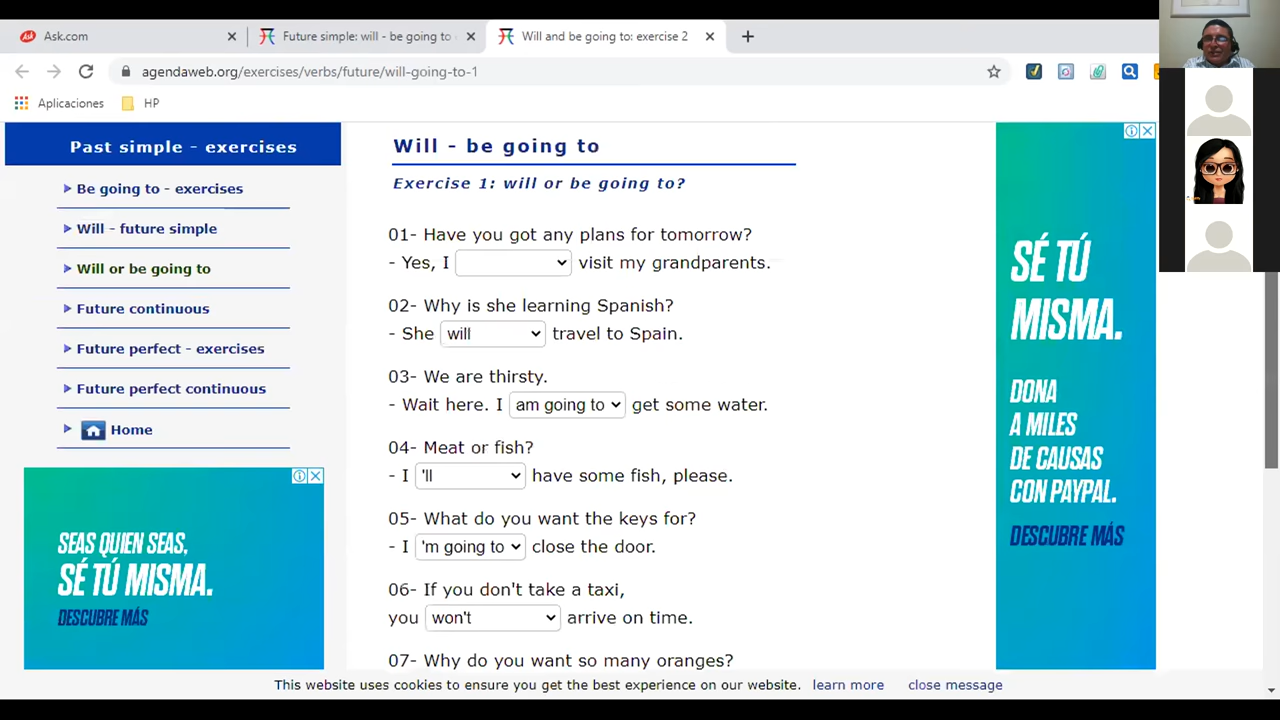 Ask.com
Future simple: will - be going to
Will and be going to: exercise 2
agendaweb.org/exercises/verbs/future/will-going-to-1
Aplicaciones
HP
Past simple - exercises
Be going to - exercises
Will - future simple
Will or be going to
Future continuous
Future perfect - exercises
Future perfect continuous
Home
SEAS QUIEN SEAS,
SÉ TÚ MISMA.
DESCUBRE MÁS
Will - be going to
Exercise 1: will or be going to?
01- Have you got any plans for tomorrow?
- Yes, I visit my grandparents.
02- Why is she learning Spanish?
- She will travel to Spain.
03- We are thirsty.
- Wait here. I am going to get some water.
04- Meat or fish?
- I 'll have some fish, please.
05- What do you want the keys for?
- I 'm going to close the door.
06- If you don't take a taxi,
you won't arrive on time.
07- Why do you want so many oranges?
SÉ TÚ
MISMA.
DONA
A MILES
DE CAUSAS
CON PAYPAL.
DESCUBRE MÁS
This website uses cookies to ensure you get the best experience on our website. learn more close message